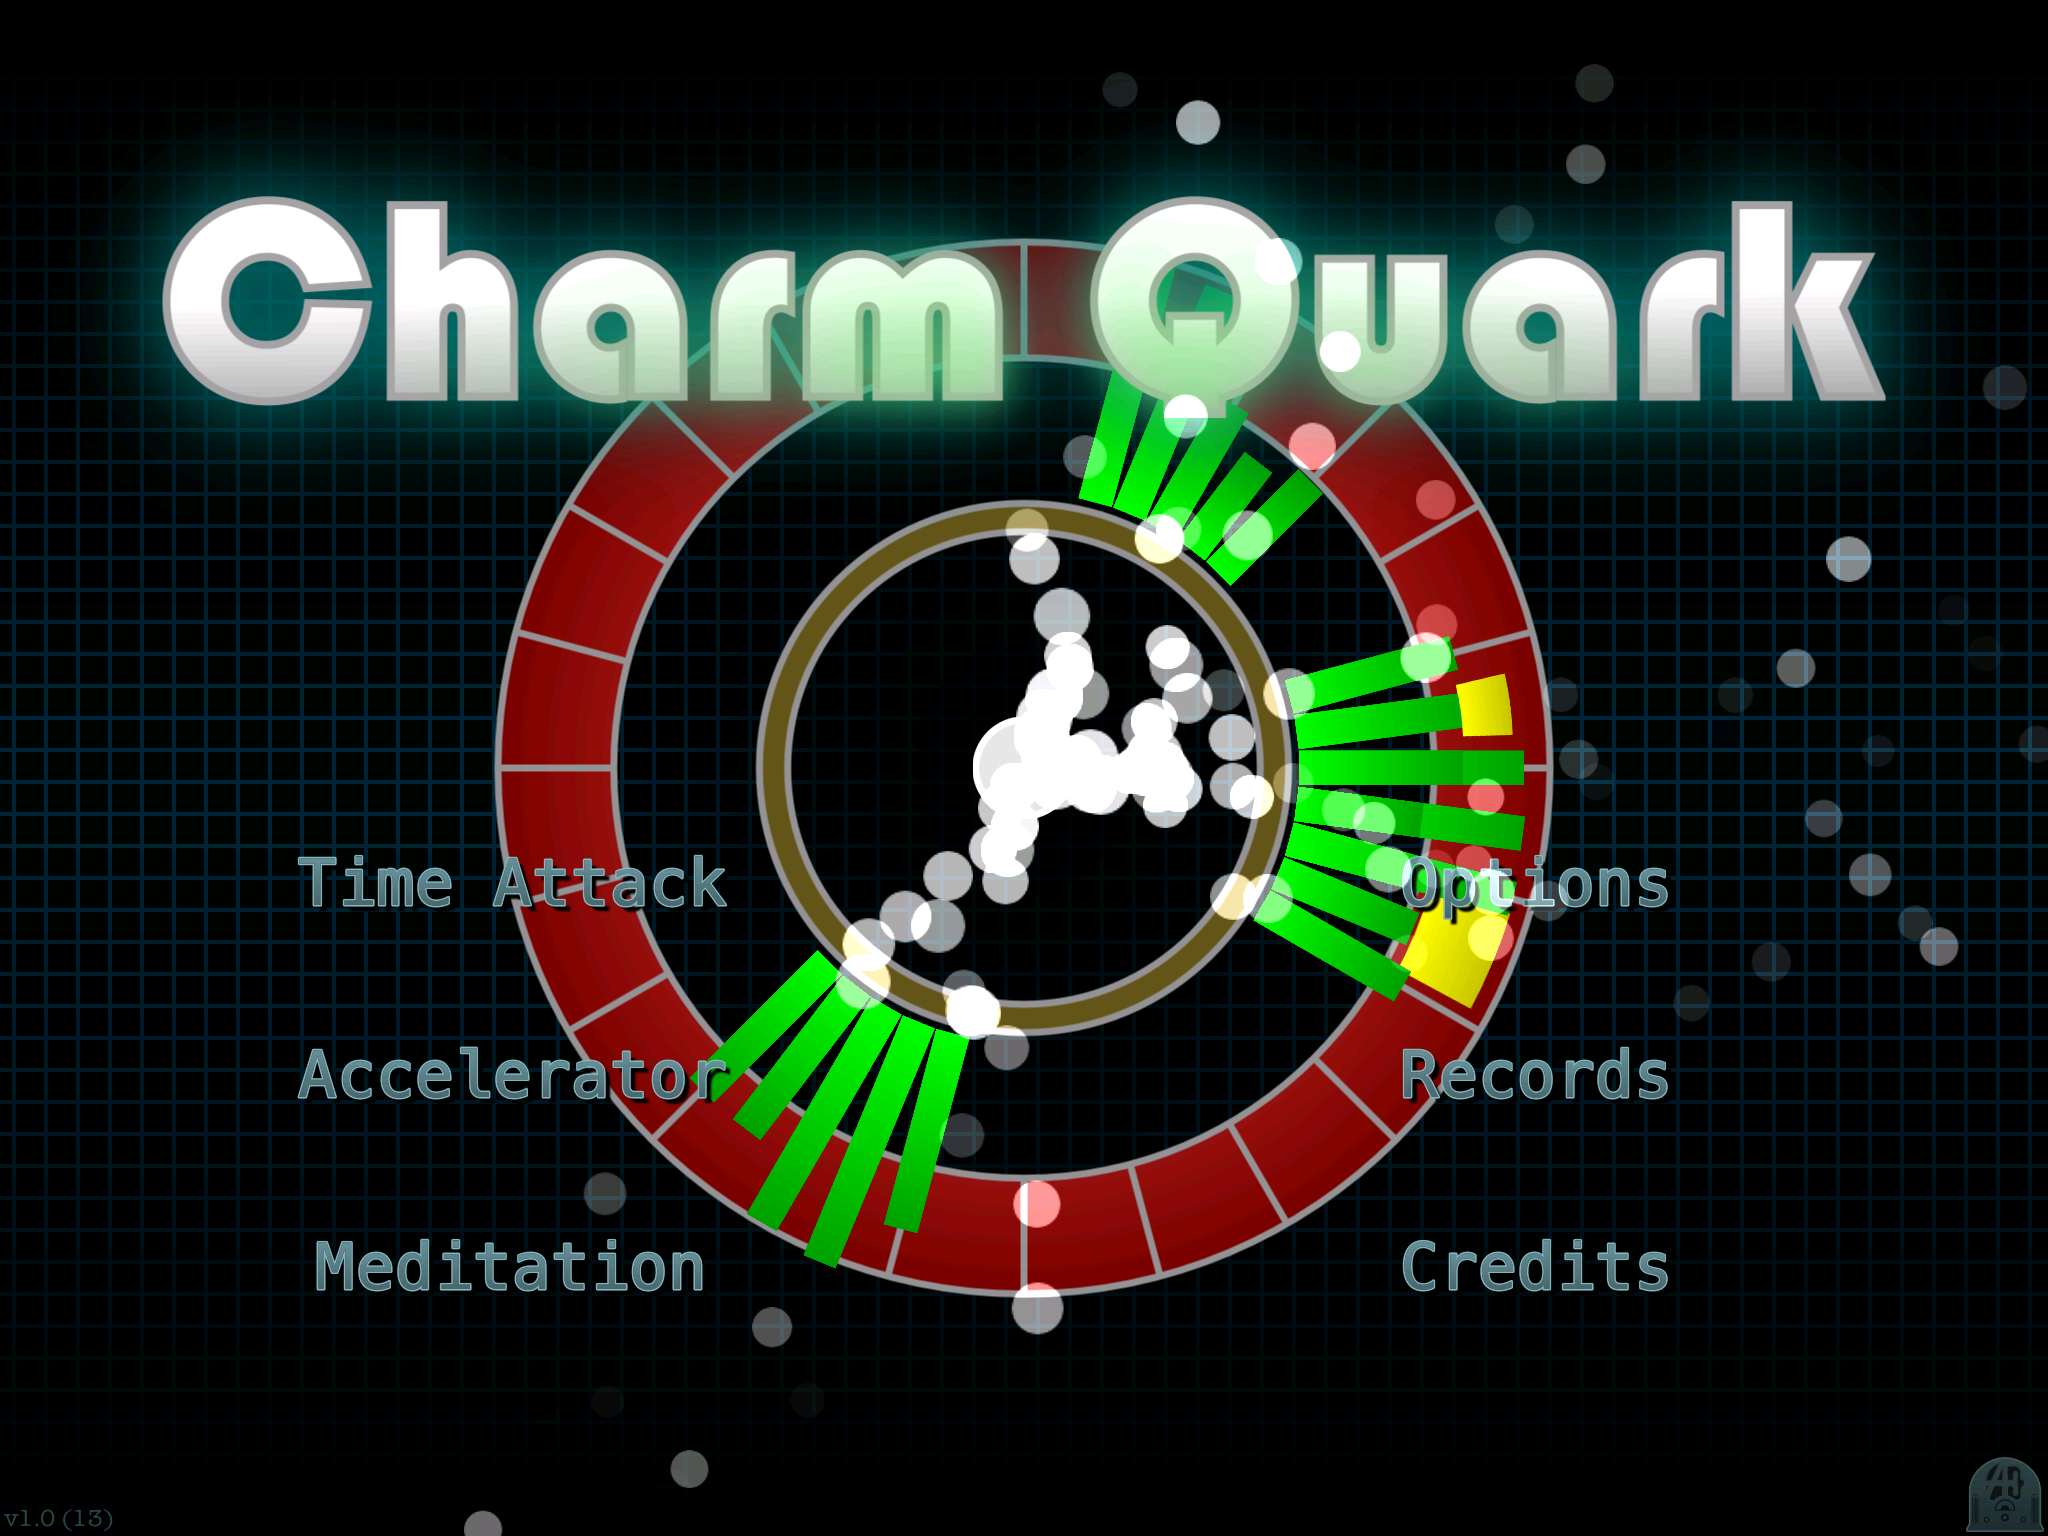 Charm Quark
Time Attack
Options
Accelerator
Records
Meditation
Credits
v1.0 (13)